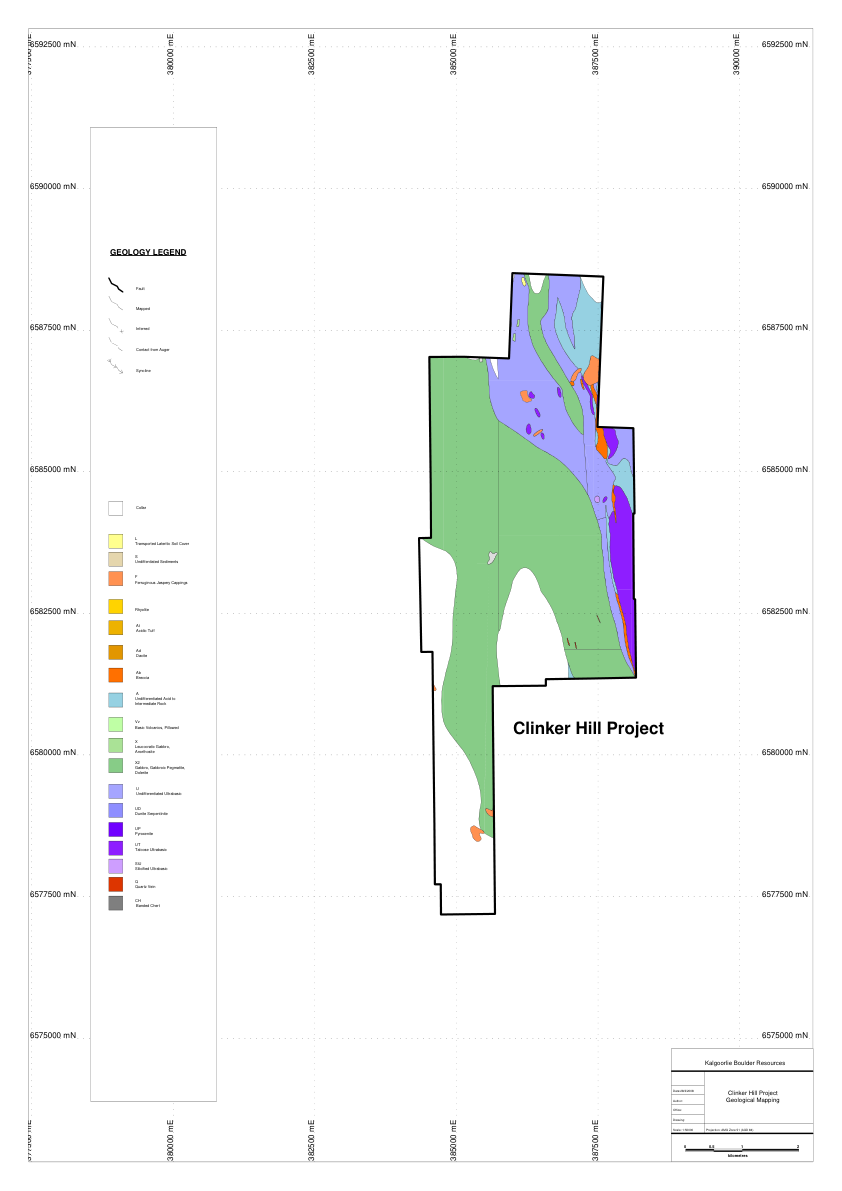 6592500 mN
380000 mE
382500 mE
385000 mE
387500 mE
390000 mE
6592500 mN
6590000 mN
6590000 mN
GEOLOGY LEGEND
Fault
Mapped
Inferred
Contact from Auger
Syncline
6587500 mN
6587500 mN
6585000 mN
6585000 mN
Collar
L
Transported Lateritic Soil Cover
S
Undifferentiated Sediments
F
Ferruginous Jaspery Cappings
Rhyolite
At
Acidic Tuff
Ad
Dacite
Ab
Breccia
A
Undifferentiated Acid to
Intermediate Rock
Vz
Basic Volcanics, Pillowed
X
Leucocratic Gabbro,
Anorthosite
X2
Gabbro, Gabbroic Pegmatite,
Dolerite
U
Undifferentiated Ultrabasic
UD
Dunite Serpentinite
UP
Pyroxenite
UT
Talcose Ultrabasic
SU
Silicified Ultrabasic
Q
Quartz Vein
CH
Banded Chert
6582500 mN
6582500 mN
Clinker Hill Project
6580000 mN
6580000 mN
6577500 mN
6577500 mN
6575000 mN
6575000 mN
380000 mE
382500 mE
385000 mE
387500 mE
Kalgoorlie Boulder Resources
Clinker Hill Project
Geological Mapping
Author:
Office:
Drawing:
0 0.5 1 2
kilometres